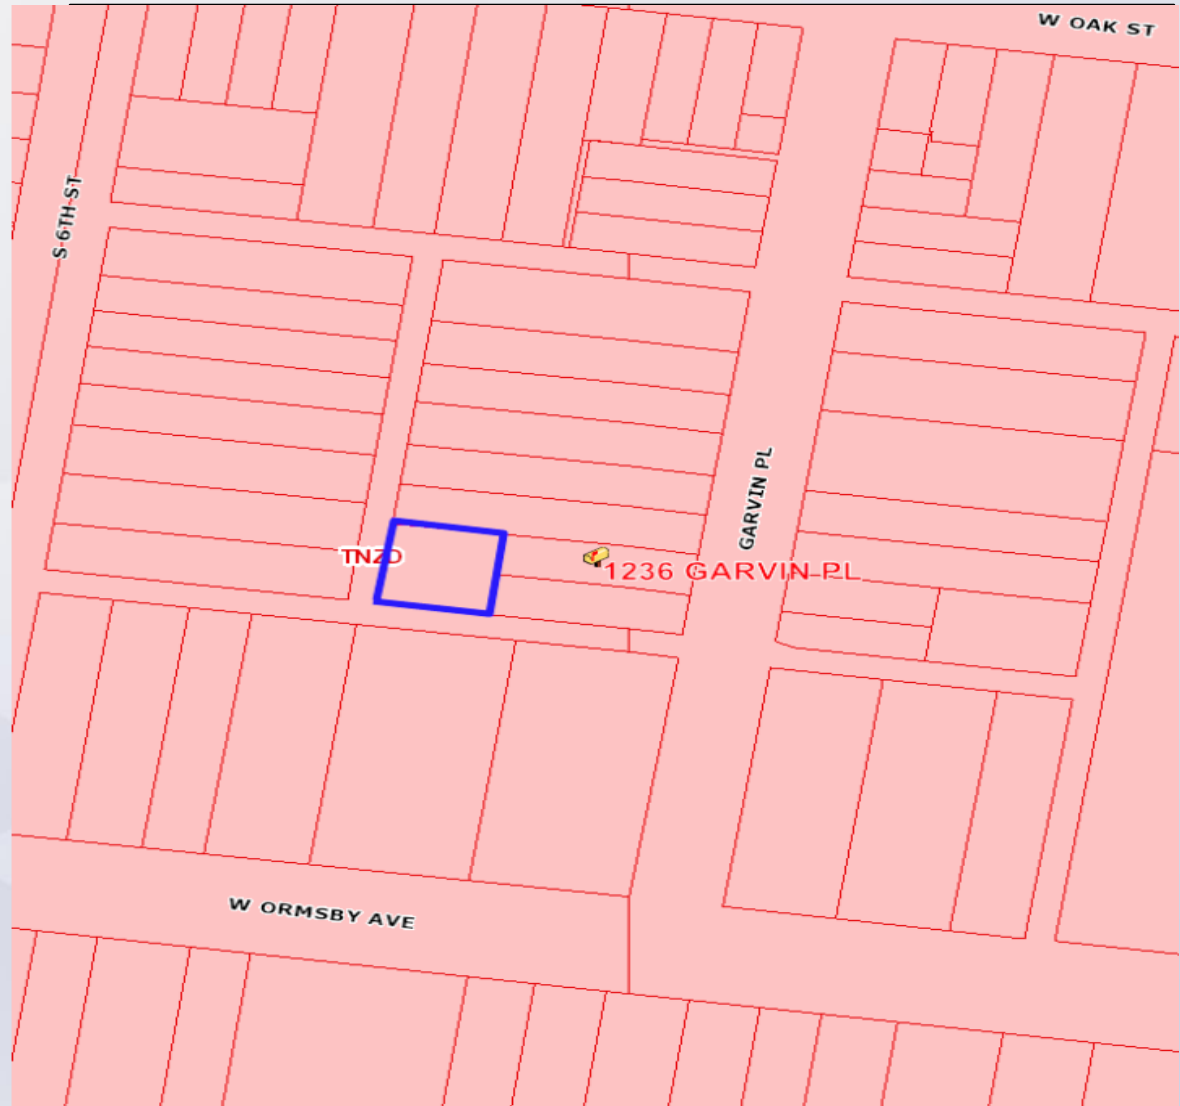 W OAK ST
S 6TH ST
GARVIN PL
TNZD
1236 GARVIN PL
W ORMSBY AVE